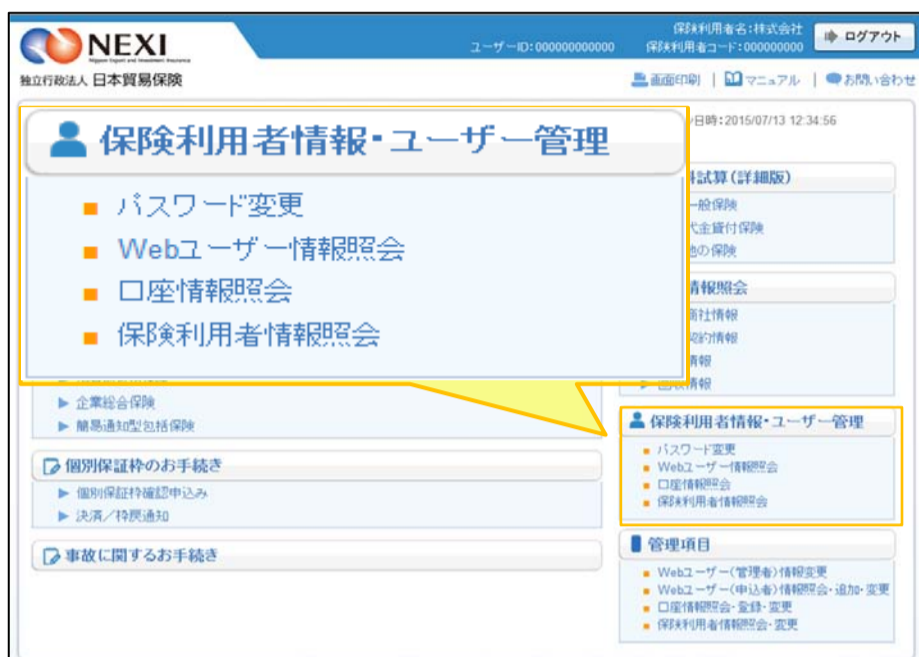 NEXI
Nippon Export and Investment Insurance
独立行政法人 日本貿易保険
ユーザーID:000000000000
保険利用者名:株式会社
保険利用者コード:000000000
ログアウト
画面印刷 | マニュアル | お問い合わせ
日時:2015/07/13 12:34:56
保険利用者情報・ユーザー管理
パスワード変更
Webユーザー情報照会
口座情報照会
保険利用者情報照会
試算(詳細版)
一般保険
代金貸付保険
他の保険
情報照会
商社情報
契約情報
情報
情報
企業総合保険
簡易通知型包括保険
個別保証枠のお手続き
個別保証枠確認申込み
決済/枠戻通知
事故に関するお手続き
保険利用者情報・ユーザー管理
パスワード変更
Webユーザー情報照会
口座情報照会
保険利用者情報照会
管理項目
Webユーザー(管理者)情報変更
Webユーザー(申込者)情報照会・追加・変更
口座情報照会・登録・変更
保険利用者情報照会・変更